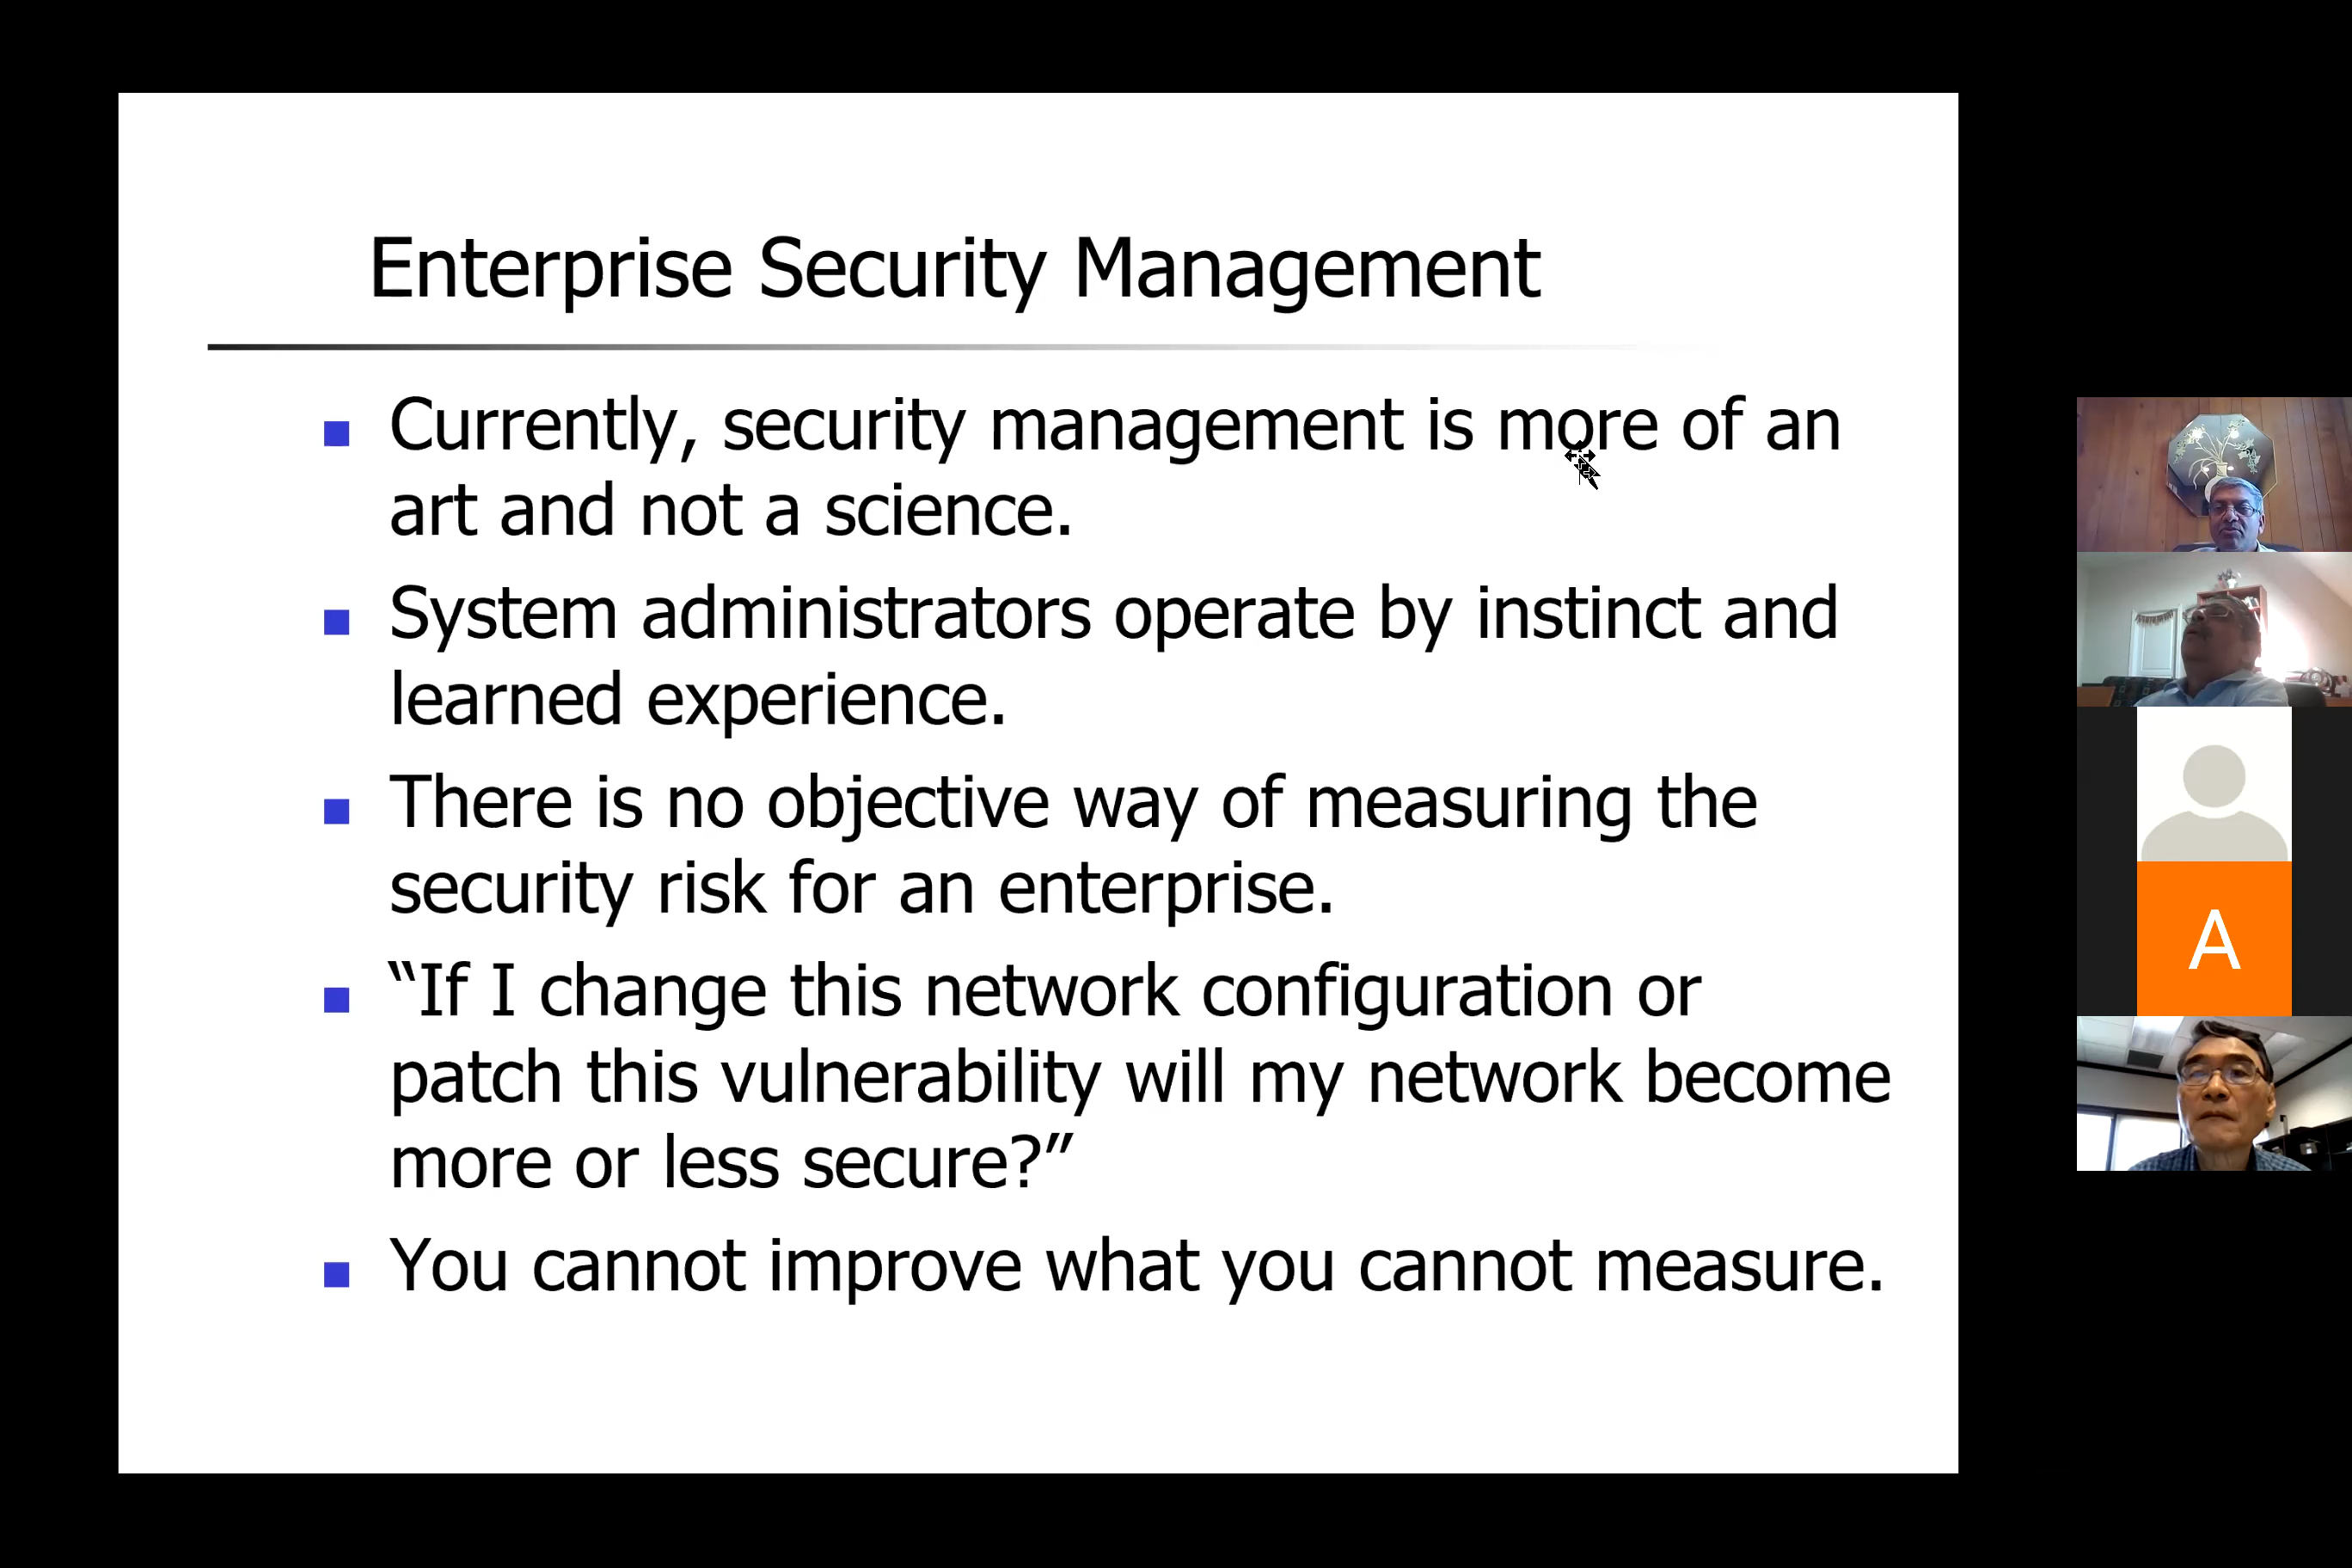 Enterprise Security Management
Currently, security management is more of an
art and not a science.
System administrators operate by instinct and
learned experience.
There is no objective way of measuring the
security risk for an enterprise.
“If I change this network configuration or
patch this vulnerability will my network become
more or less secure?”
You cannot improve what you cannot measure.
A